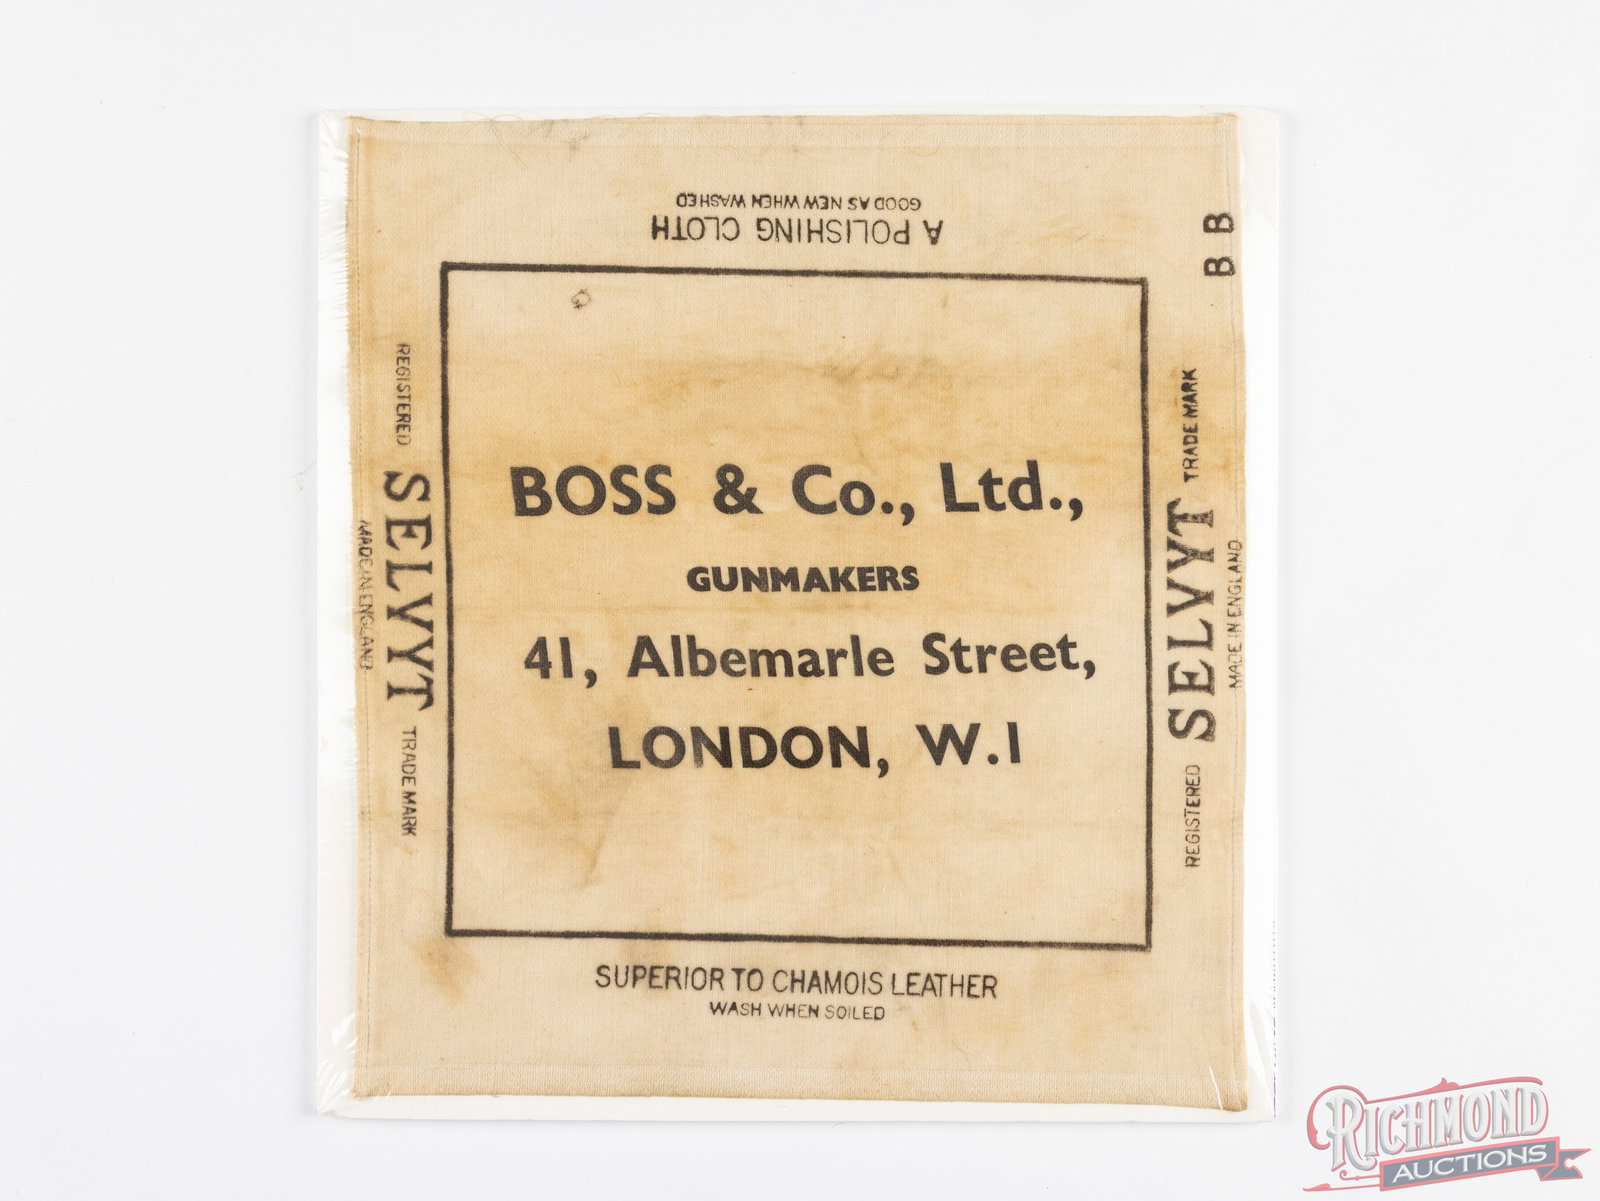 A POLISHING CLOTH
GOOD AS NEW WHEN WASHED
B B
REGISTERED SELVYT TRADE MARK
MADE IN ENGLAND
BOSS & Co., Ltd.,
GUNMAKERS
41, Albemarle Street,
LONDON, W.1
REGISTERED SELVYT TRADE MARK
MADE IN ENGLAND
SUPERIOR TO CHAMOIS LEATHER
WASH WHEN SOILED
RICHMOND
AUCTIONS